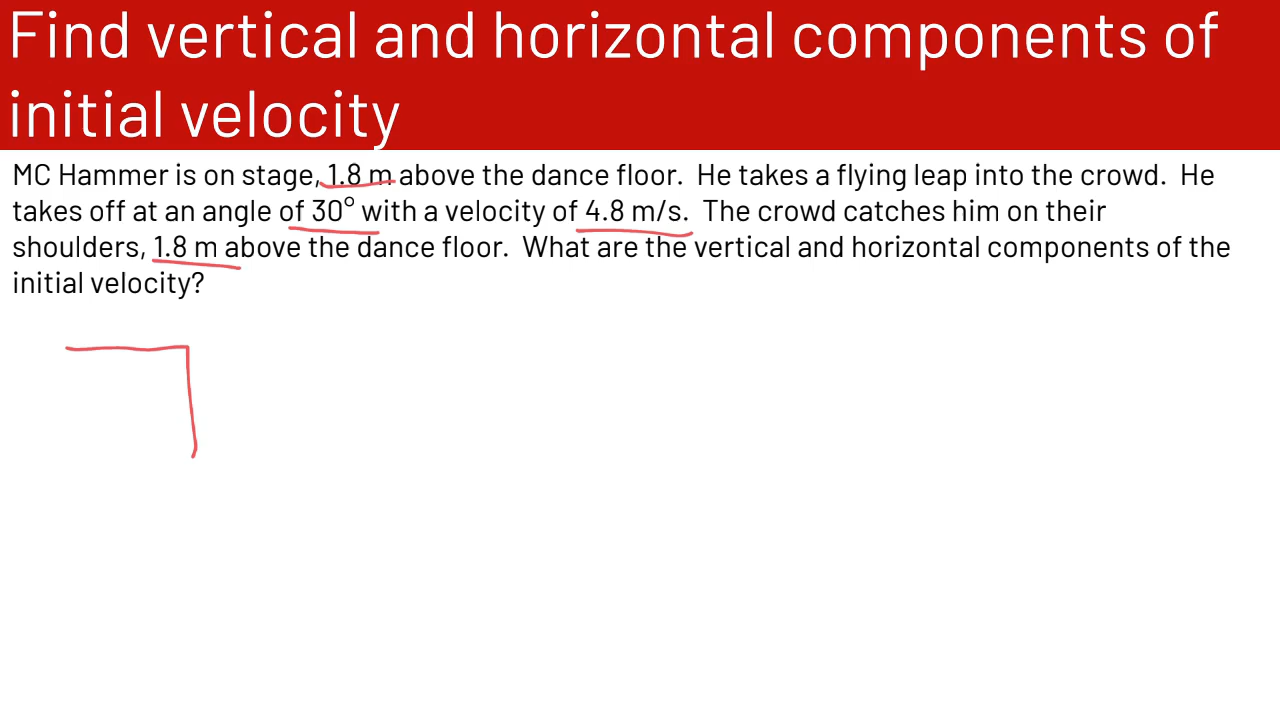 Find vertical and horizontal components of
initial velocity
MC Hammer is on stage, 1.8 m above the dance floor.  He takes a flying leap into the crowd.  He
takes off at an angle of 30° with a velocity of 4.8 m/s.  The crowd catches him on their
shoulders, 1.8 m above the dance floor.  What are the vertical and horizontal components of the
initial velocity?